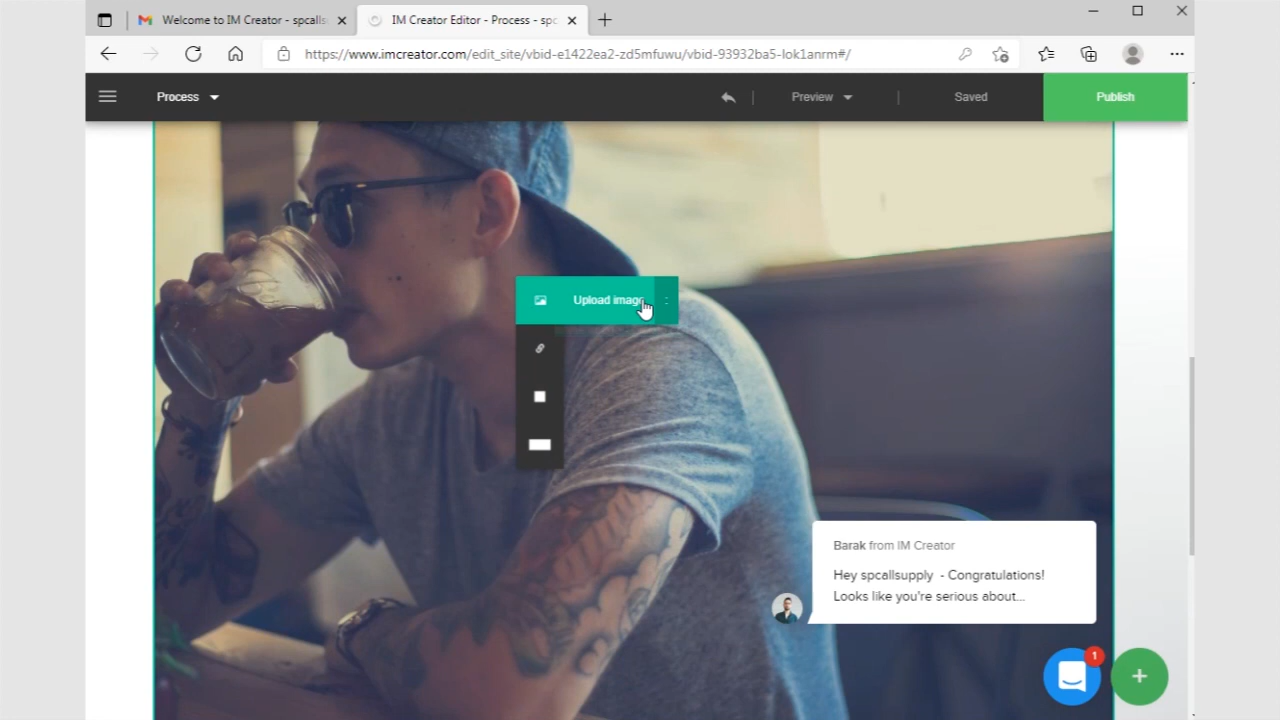 Welcome to IM Creator - spcalls
IM Creator Editor - Process - spc
https://www.imcreator.com/edit_site/vbid-e1422ea2-zd5mfuwu/vbid-93932ba5-lok1anrm#/
Process
Preview
Saved
Publish
Upload image
Barak from IM Creator
Hey spcallsupply - Congratulations!
Looks like you're serious about...
1